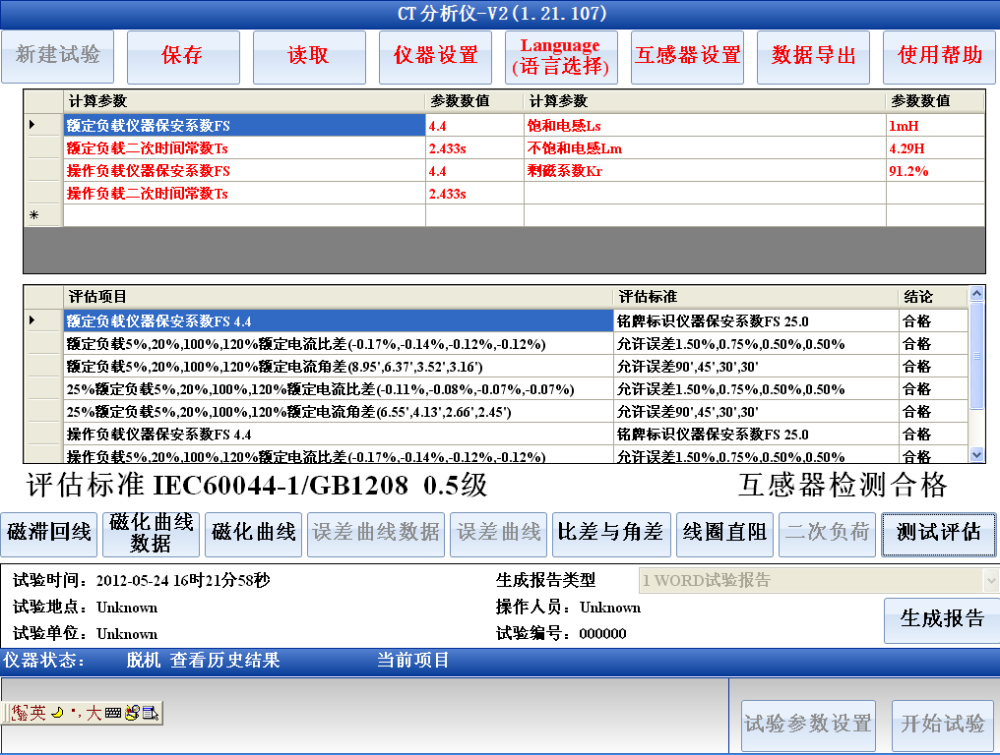 CT分析仪-V2(1.21.107)
新建试验 保存 读取 仪器设置 Language (语言选择) 互感器设置 数据导出 使用帮助
计算参数 参数数值 计算参数 参数数值
额定负载仪器保安系数FS 4.4 饱和电感Ls 1mH
额定负载二次时间常数Ts 2.433s 不饱和电感Lm 4.29H
操作负载仪器保安系数FS 4.4 剩磁系数Kr 91.2%
操作负载二次时间常数Ts 2.433s
*
评估项目 评估标准 结论
额定负载仪器保安系数FS 4.4 铭牌标识仪器保安系数FS 25.0 合格
额定负载5%,20%,100%,120%额定电流比差(-0.17%,-0.14%,-0.12%,-0.12%) 允许误差1.50%,0.75%,0.50%,0.50% 合格
额定负载5%,20%,100%,120%额定电流角差(8.95',6.37',3.52',3.16') 允许误差90',45',30',30' 合格
25%额定负载5%,20%,100%,120%额定电流比差(-0.11%,-0.08%,-0.07%,-0.07%) 允许误差1.50%,0.75%,0.50%,0.50% 合格
25%额定负载5%,20%,100%,120%额定电流角差(6.55',4.13',2.66',2.45') 允许误差90',45',30',30' 合格
操作负载仪器保安系数FS 4.4 铭牌标识仪器保安系数FS 25.0 合格
操作负载5%,20%,100%,120%额定电流比差(-0.17%,-0.14%,-0.12%,-0.12%) 允许误差1.50%,0.75%,0.50%,0.50% 合格
评估标准 IEC60044-1/GB1208 0.5级 互感器检测合格
磁滞回线 磁化曲线数据 磁化曲线 误差曲线数据 误差曲线 比差与角差 线圈直阻 二次负荷 测试评估
试验时间：2012-05-24 16时21分58秒 生成报告类型 1 WORD试验报告
试验地点：Unknown 操作人员：Unknown
试验单位：Unknown 试验编号：000000
生成报告
仪器状态： 脱机 查看历史结果 当前项目
英 大
试验参数设置 开始试验